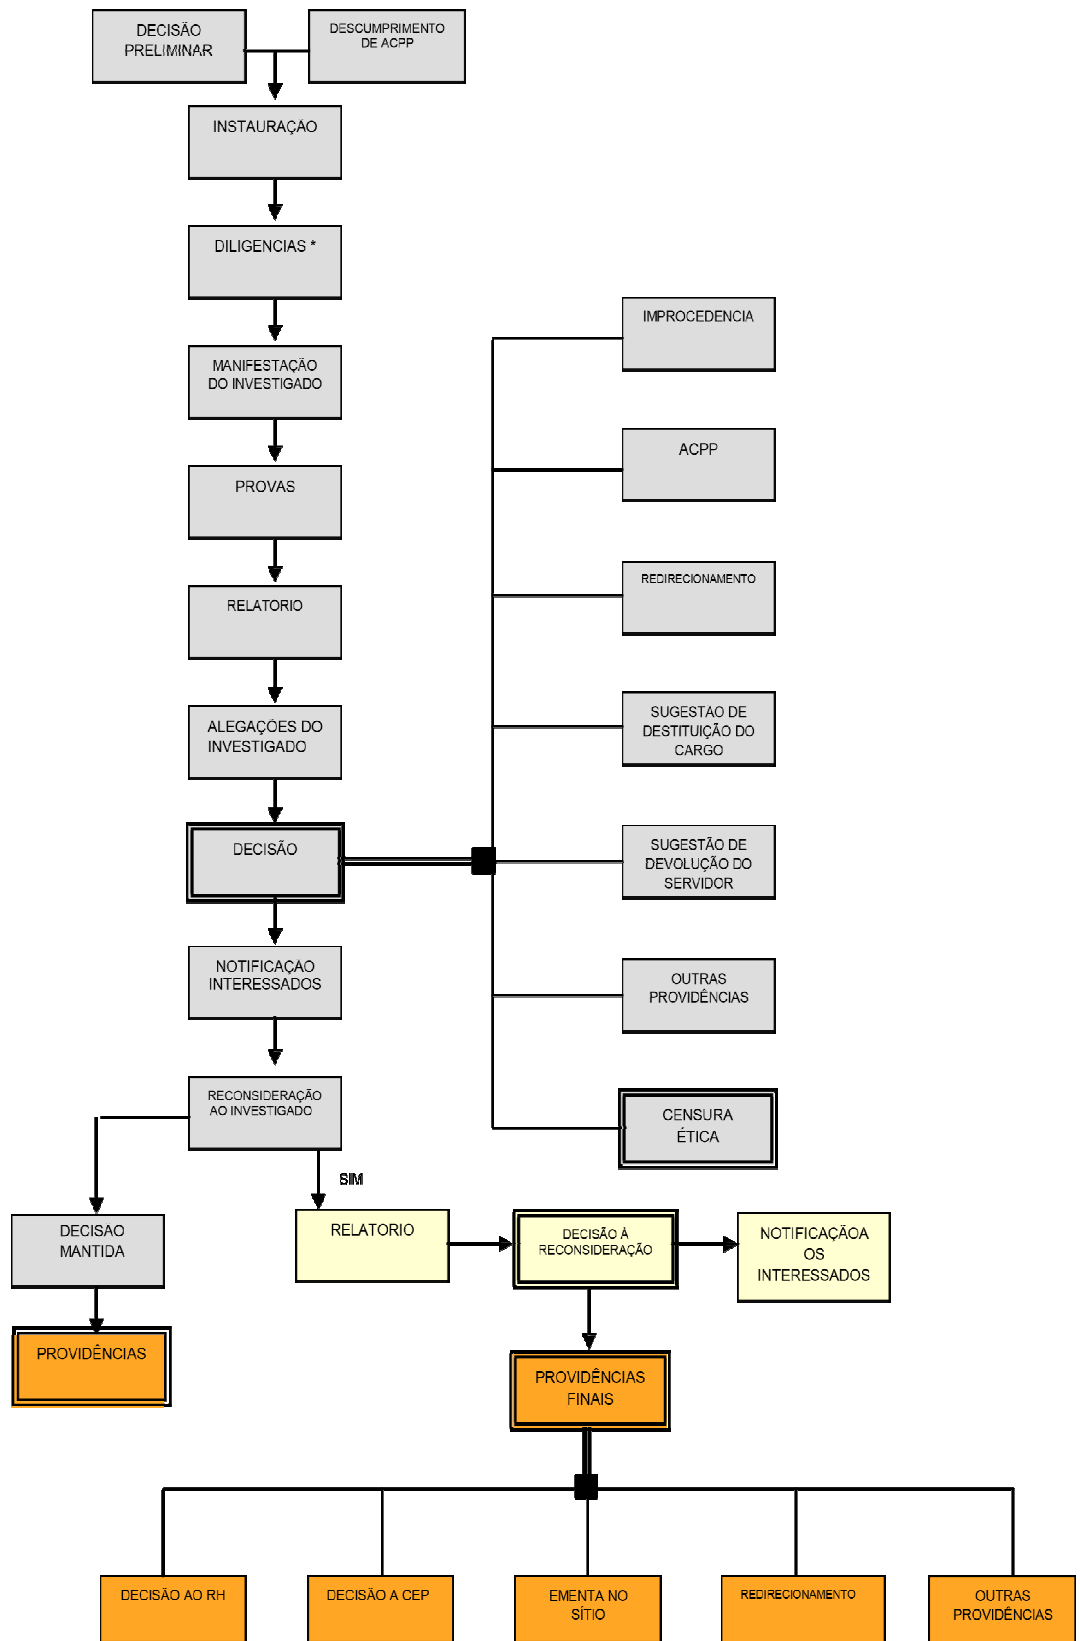 DECISÃO
PRELIMINAR
DESCUMPRIMENTO
DE ACPP
INSTAURAÇÃO
DILIGENCIAS *
MANIFESTAÇÃO
DO INVESTIGADO
PROVAS
RELATORIO
ALEGAÇÕES DO
INVESTIGADO
DECISÃO
IMPROCEDENCIA
ACPP
REDIRECIONAMENTO
SUGESTAO DE
DESTITUIÇÃO DO
CARGO
SUGESTÃO DE
DEVOLUÇÃO DO
SERVIDOR
OUTRAS
PROVIDÊNCIAS
CENSURA
ÉTICA
NOTIFICAÇAO
INTERESSADOS
RECONSIDERAÇÃO
AO INVESTIGADO
SIM
DECISAO
MANTIDA
PROVIDÊNCIAS
RELATORIO
DECISÃO À
RECONSIDERAÇÃO
NOTIFICAÇÃOA
OS
INTERESSADOS
PROVIDÊNCIAS
FINAIS
DECISÃO AO RH
DECISÃO A CEP
EMENTA NO
SÍTIO
REDIRECIONAMENTO
OUTRAS
PROVIDÊNCIAS